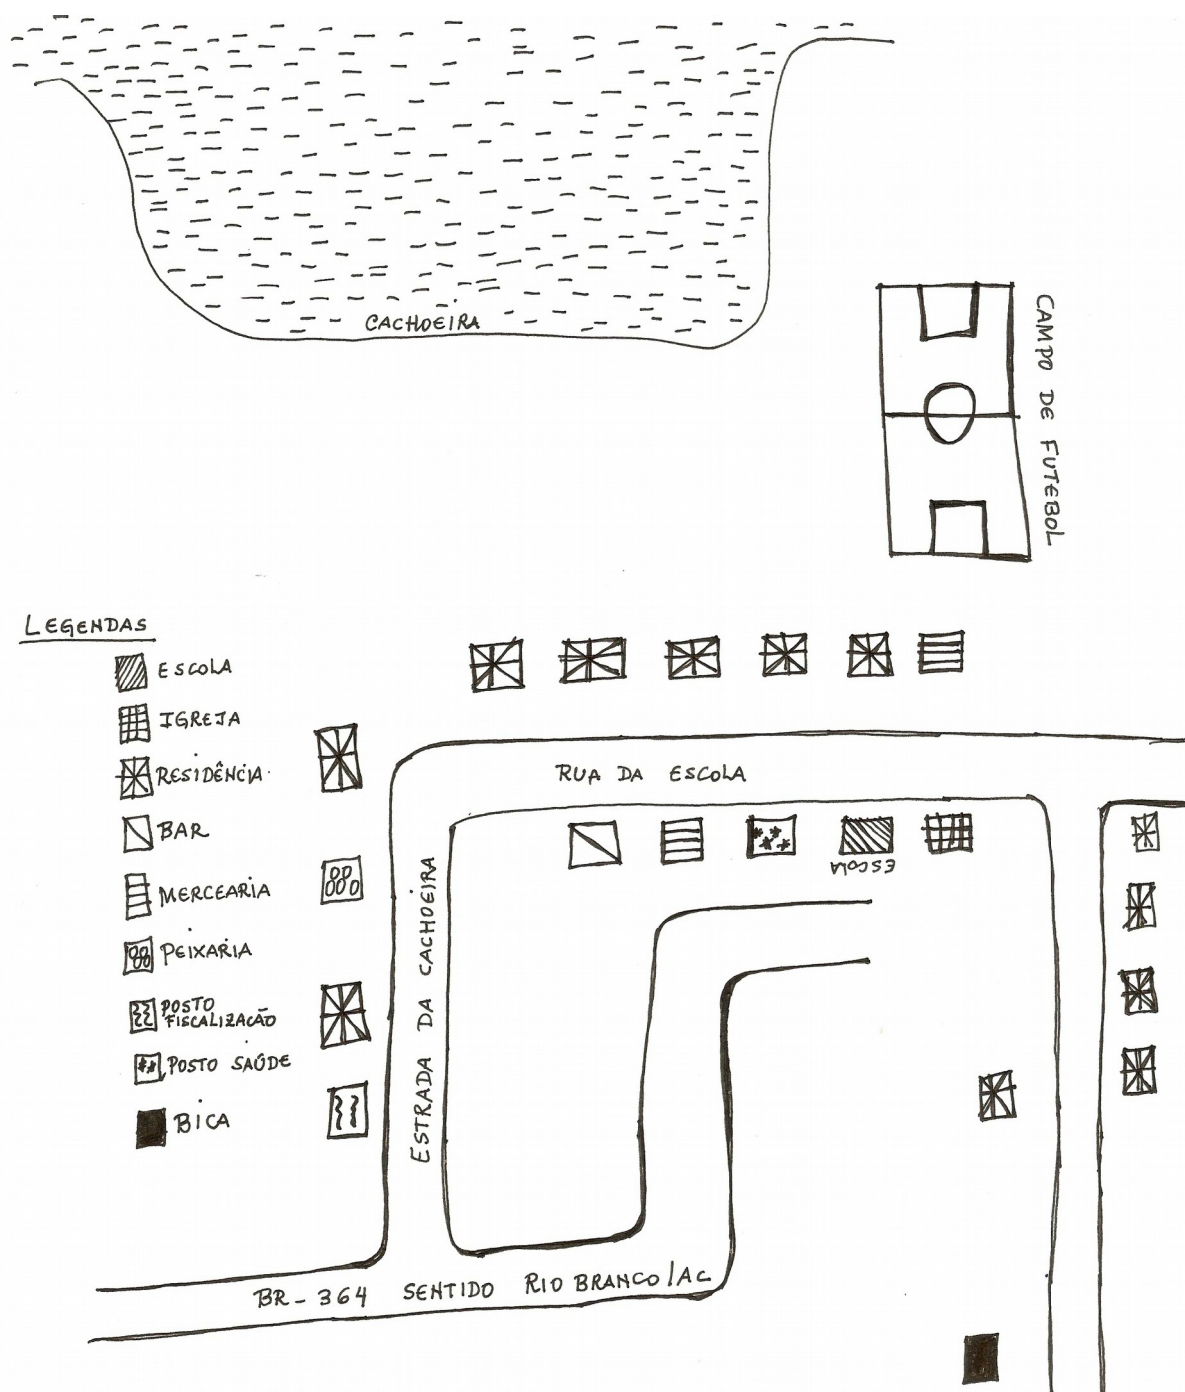 CACHOEIRA
CAMPO DE FUTEBOL
LEGENDAS
ESCOLA
IGREJA
RESIDÊNCIA
BAR
MERCEARIA
PEIXARIA
POSTO
FISCALIZACÃO
POSTO SAÚDE
BICA
RUA DA ESCOLA
ESCOLA
ESTRADA DA CACHOEIRA
BR-364 SENTIDO RIO BRANCO/AC